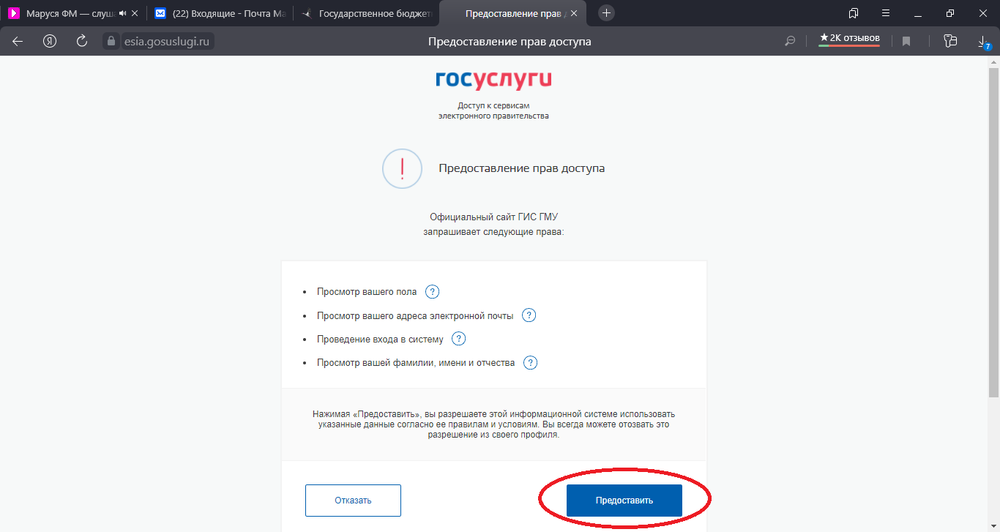 Маруся ФМ — слуша
(22) Входящие - Почта Ma
Государственное бюджет
Предоставление прав д
esia.gosuslugi.ru
Предоставление прав доступа
★ 2K отзывов
7
госуслуги
Доступ к сервисам
электронного правительства
!
Предоставление прав доступа
Официальный сайт ГИС ГМУ
запрашивает следующие права:
• Просмотр вашего пола ?
• Просмотр вашего адреса электронной почты ?
• Проведение входа в систему ?
• Просмотр вашей фамилии, имени и отчества ?
Нажимая «Предоставить», вы разрешаете этой информационной системе использовать
указанные данные согласно ее правилам и условиям. Вы всегда можете отозвать это
разрешение из своего профиля.
Отказать
Предоставить